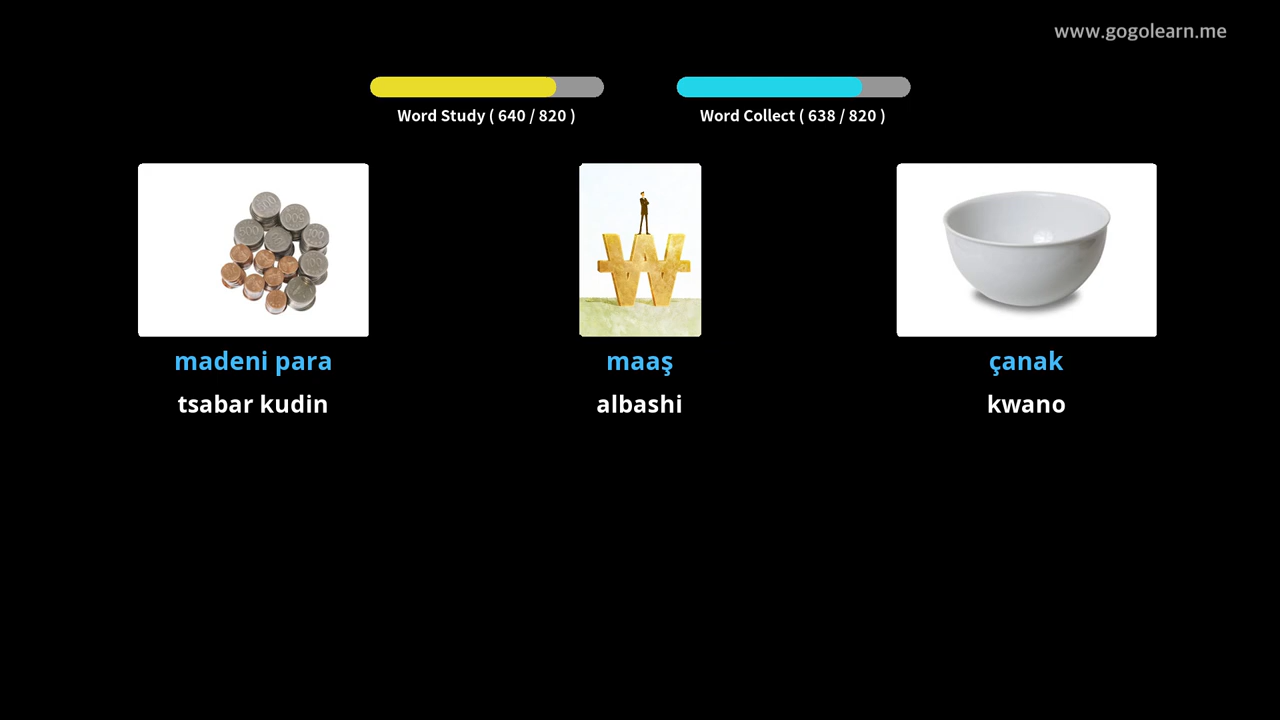 www.gogolearn.me
Word Study ( 640 / 820 )
Word Collect ( 638 / 820 )
madeni para
tsabar kudin
maaş
albashi
çanak
kwano